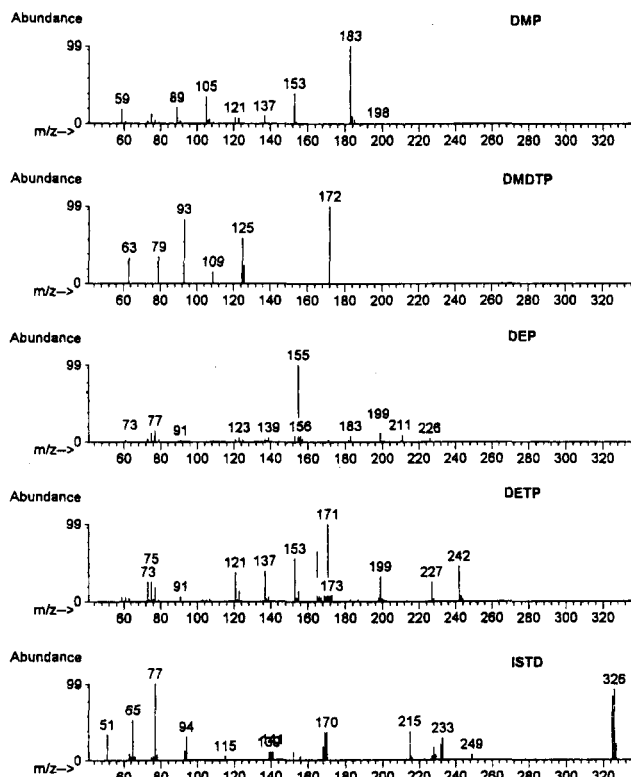 Abundance DMP
99
183
59 89 105 121 137 153 198
0
m/z--> 60 80 100 120 140 160 180 200 220 240 260 280 300 320
Abundance DMDTP
99
172
63 79 93 109 125
0
m/z--> 60 80 100 120 140 160 180 200 220 240 260 280 300 320
Abundance DEP
99
155
73 77 91 123 139 156 183 199 211 226
0
m/z--> 60 80 100 120 140 160 180 200 220 240 260 280 300 320
Abundance DETP
99
171
73 75 91 121 137 153 173 199 227 242
0
m/z--> 60 80 100 120 140 160 180 200 220 240 260 280 300 320
Abundance ISTD
99
77 326
51 65 94 115 141 170 215 233 249
0
m/z--> 60 80 100 120 140 160 180 200 220 240 260 280 300 320